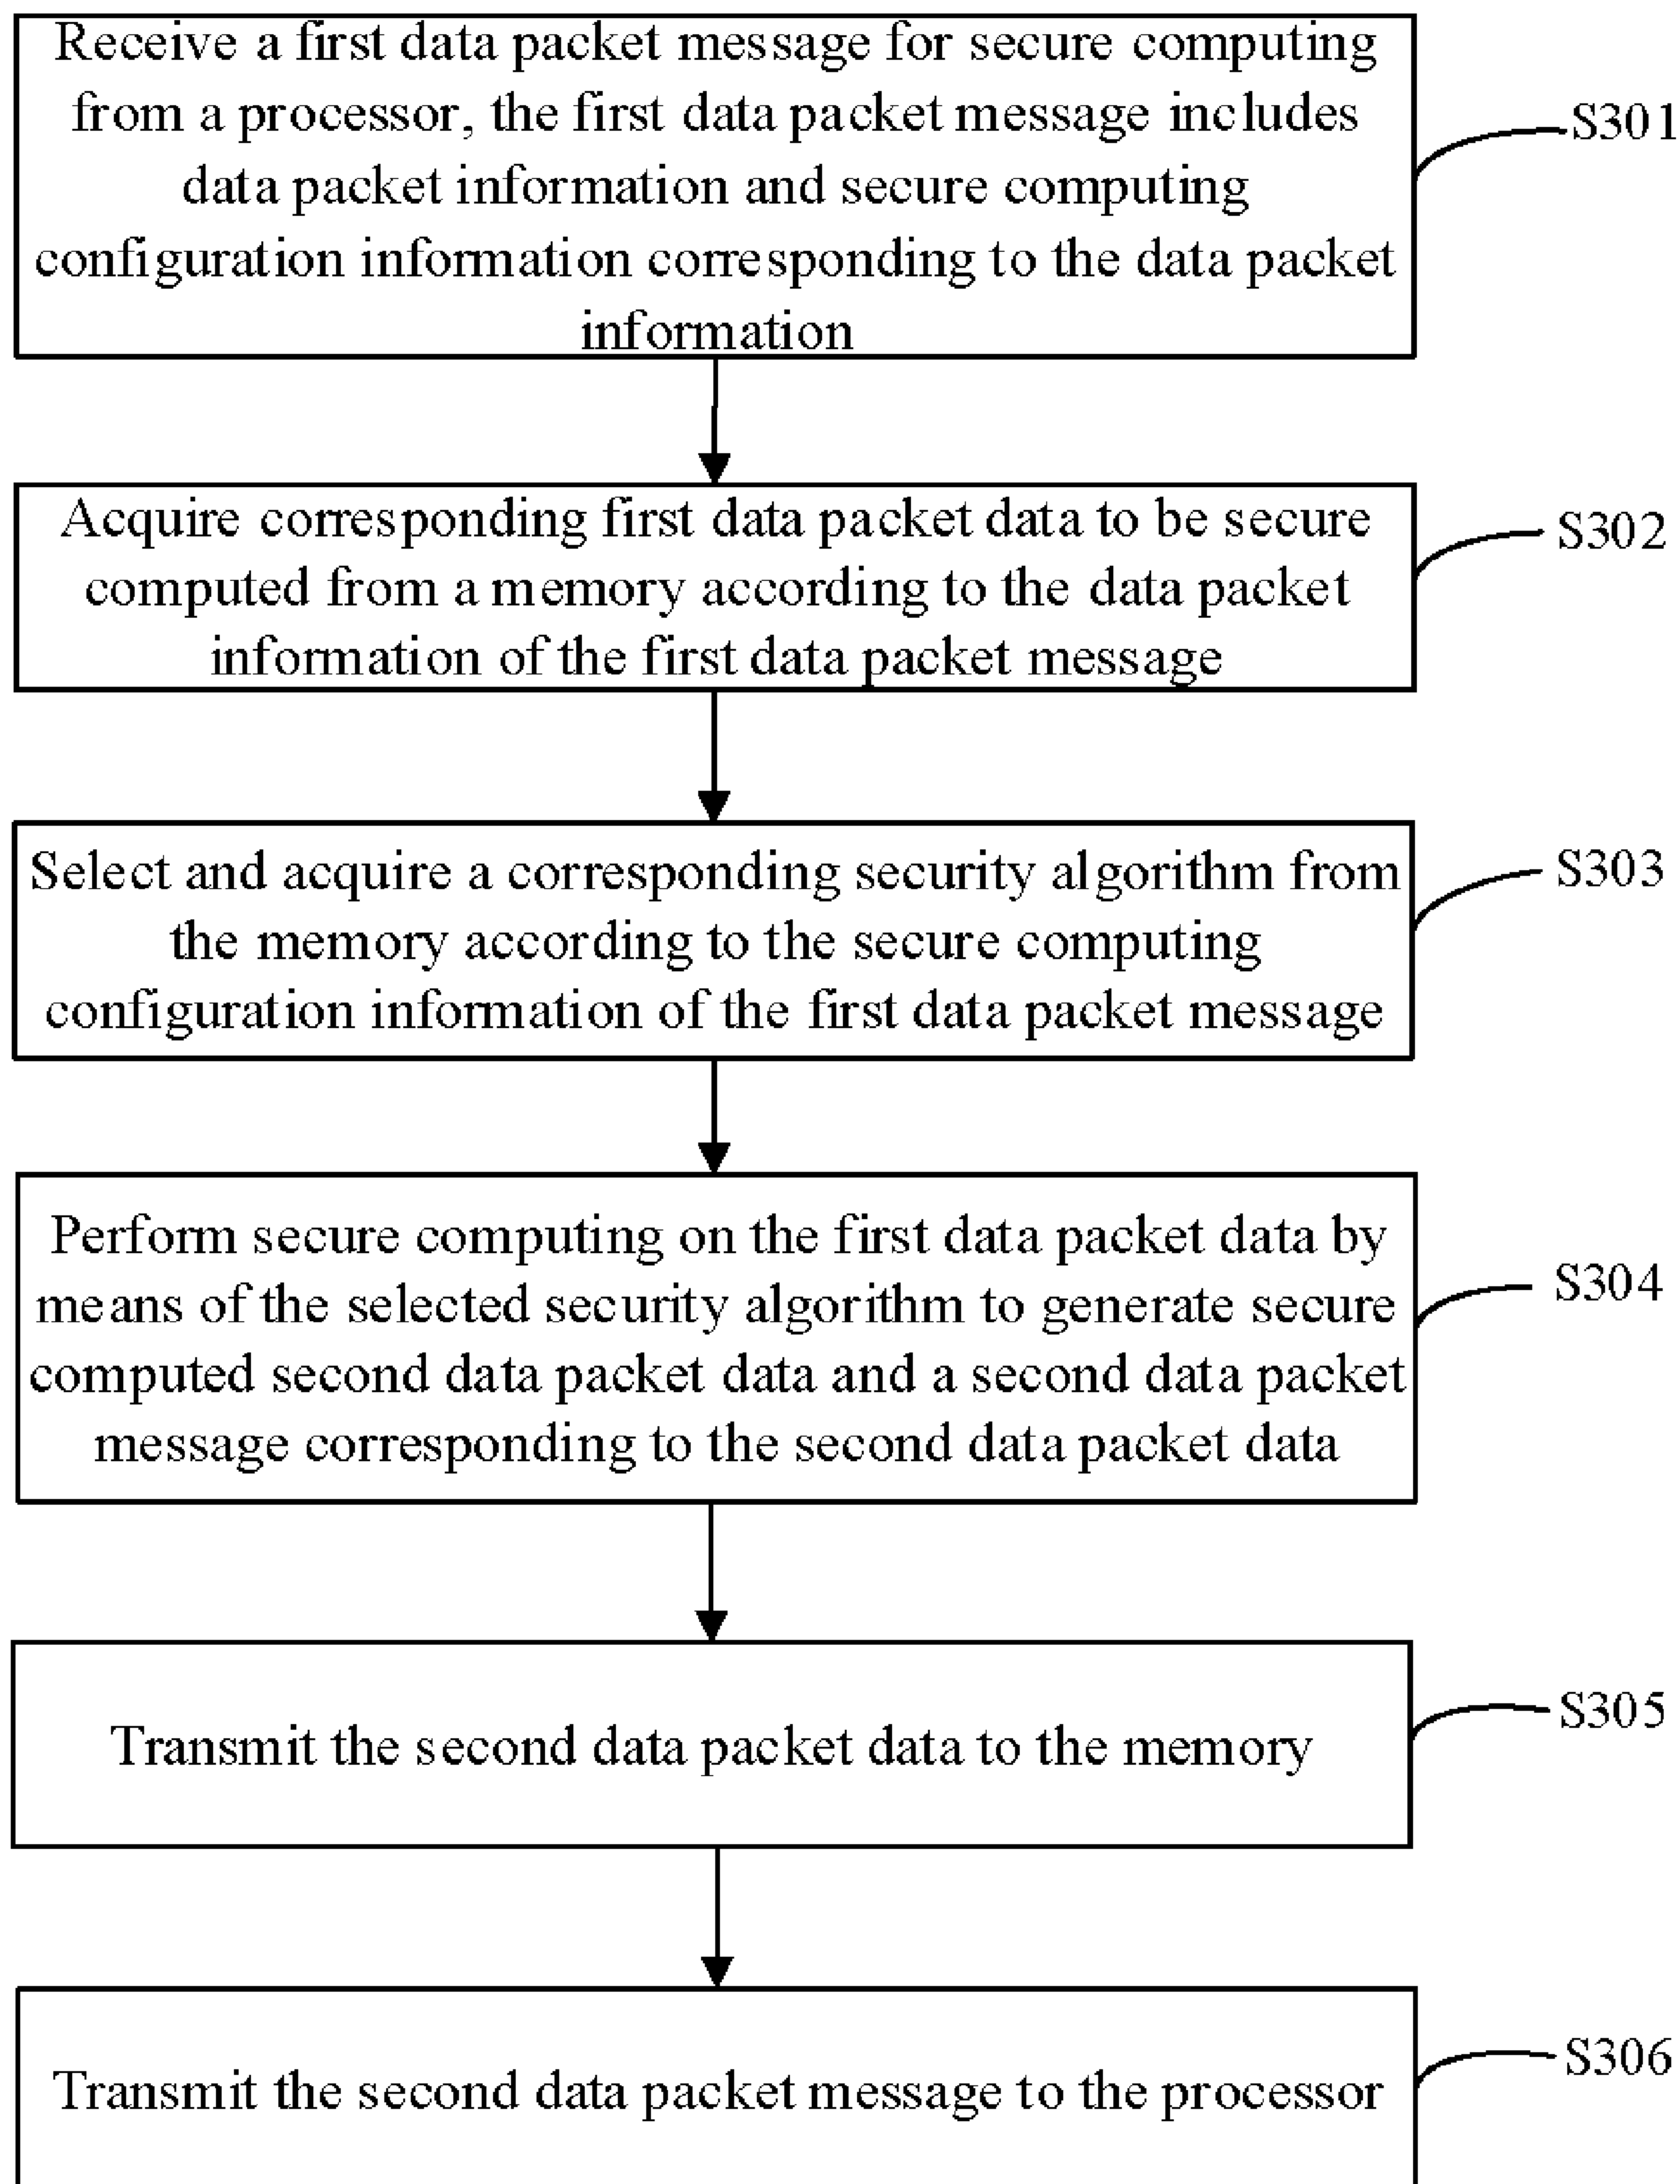 Receive a first data packet message for secure computing
from a processor, the first data packet message includes
data packet information and secure computing
configuration information corresponding to the data packet
information
S301
Acquire corresponding first data packet data to be secure
computed from a memory according to the data packet
information of the first data packet message
S302
Select and acquire a corresponding security algorithm from
the memory according to the secure computing
configuration information of the first data packet message
S303
Perform secure computing on the first data packet data by
means of the selected security algorithm to generate secure
computed second data packet data and a second data packet
message corresponding to the second data packet data
S304
Transmit the second data packet data to the memory
S305
Transmit the second data packet message to the processor
S306